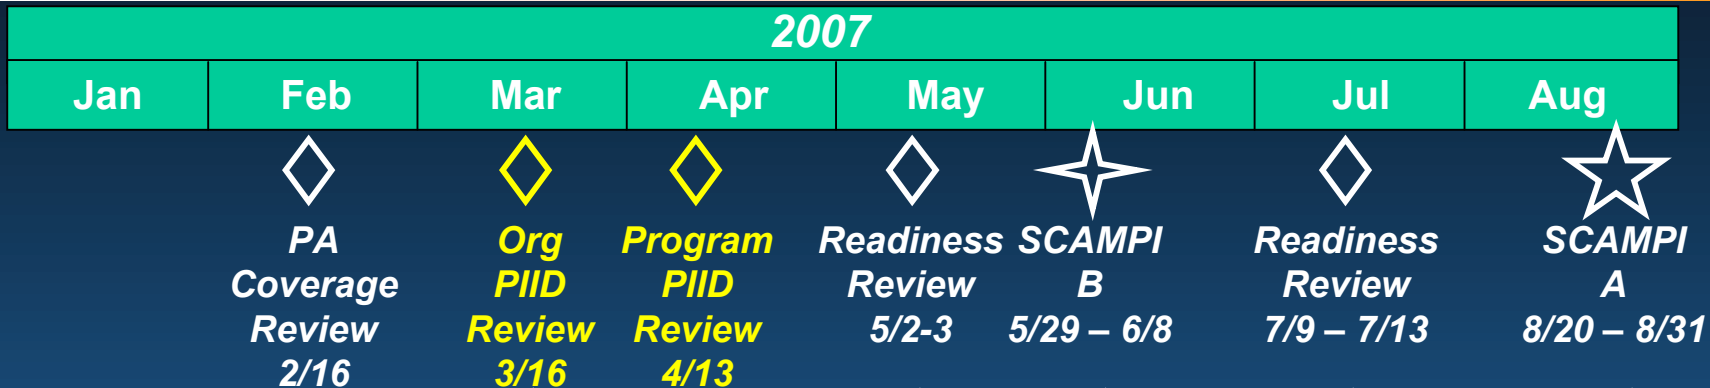 2007
Jan Feb Mar Apr May Jun Jul Aug
PA
Coverage
Review
2/16
Org
PIID
Review
3/16
Program
PIID
Review
4/13
Readiness
Review
5/2-3
SCAMPI
B
5/29 – 6/8
Readiness
Review
7/9 – 7/13
SCAMPI
A
8/20 – 8/31